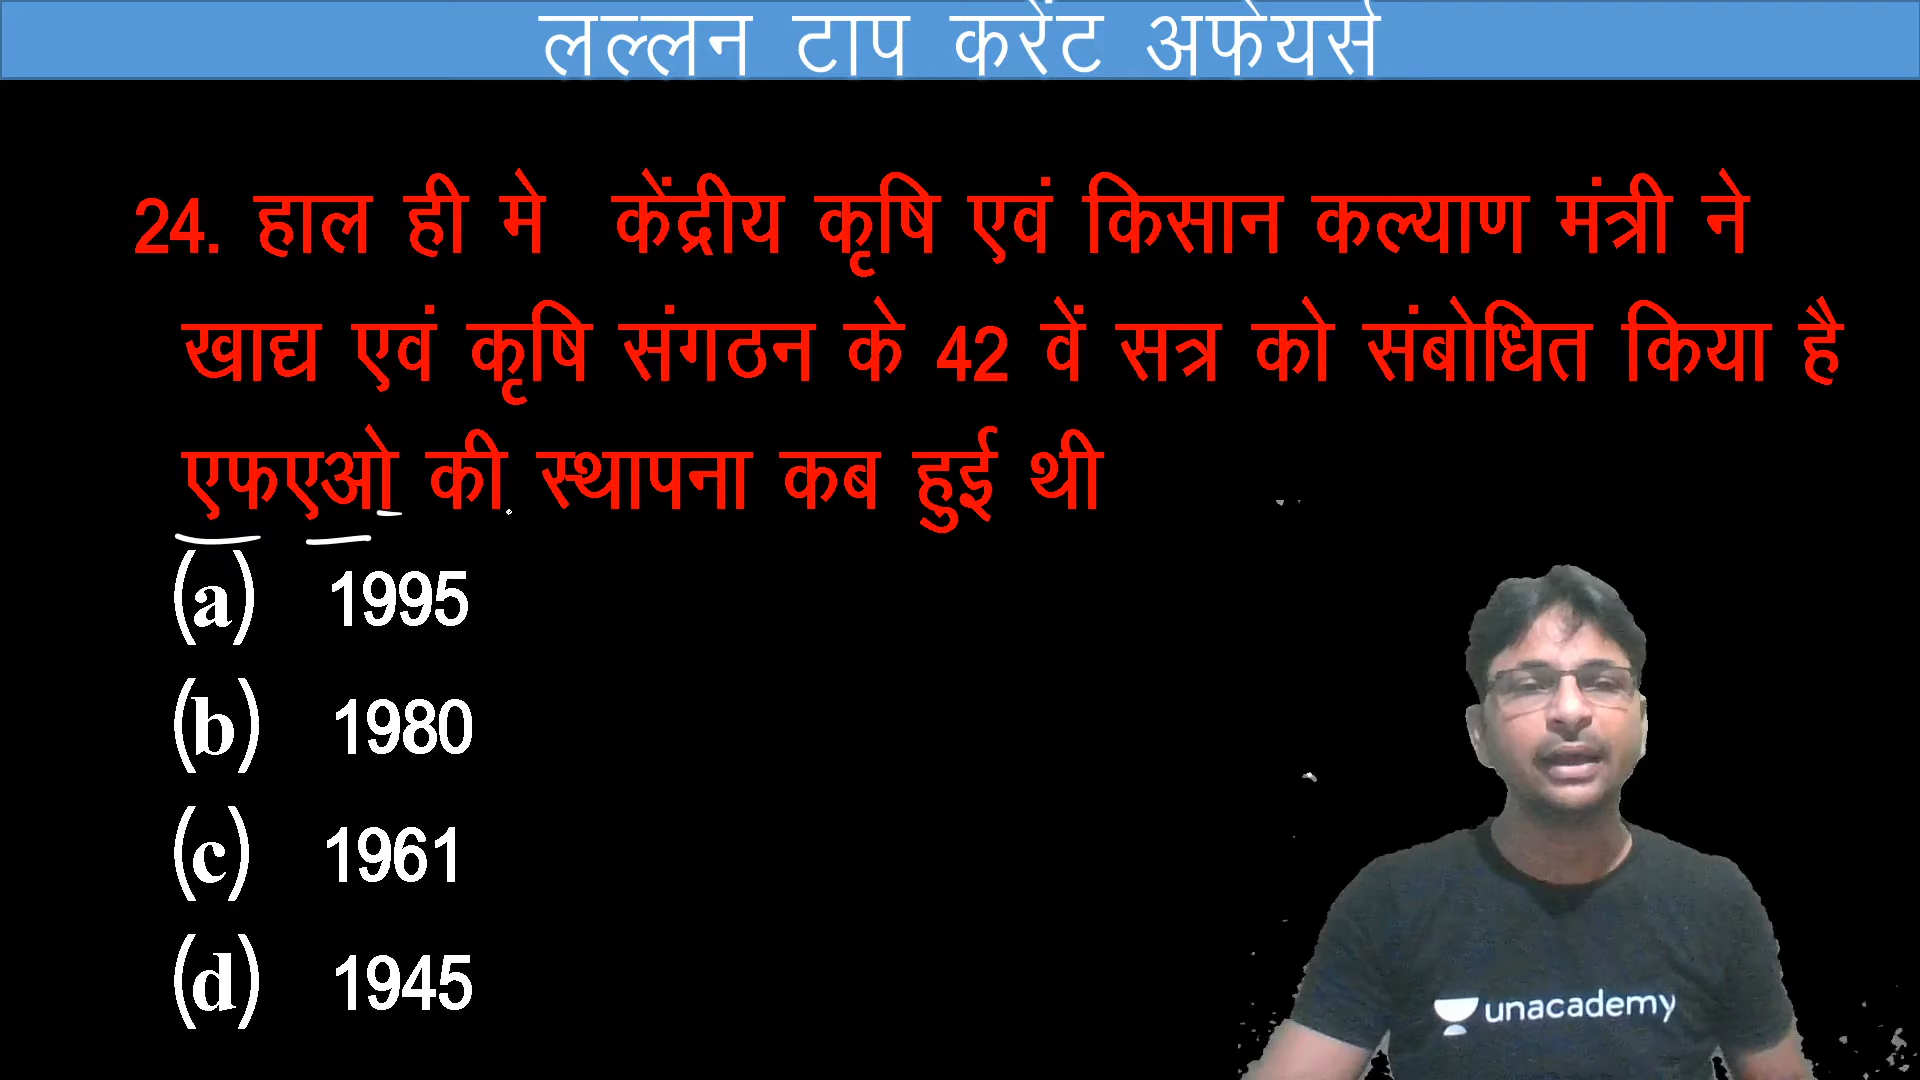 लल्लन टाप करेंट अफेयर्स
24. हाल ही मे केंद्रीय कृषि एवं किसान कल्याण मंत्री ने
खाद्य एवं कृषि संगठन के 42 वें सत्र को संबोधित किया है
एफएओ की स्थापना कब हुई थी
(a) 1995
(b) 1980
(c) 1961
(d) 1945
unacademy